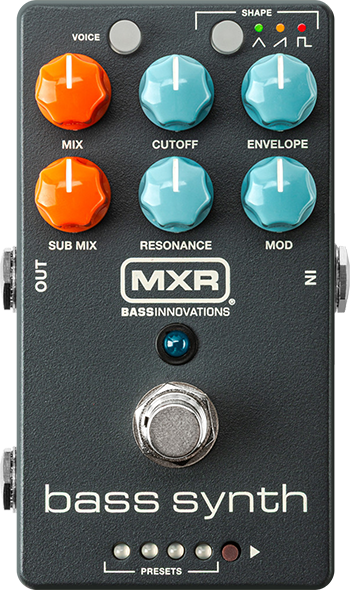 SHAPE
VOICE
MIX CUTOFF ENVELOPE
SUB MIX RESONANCE MOD
OUT IN
MXR®
BASSINNOVATIONS
bass synth
PRESETS